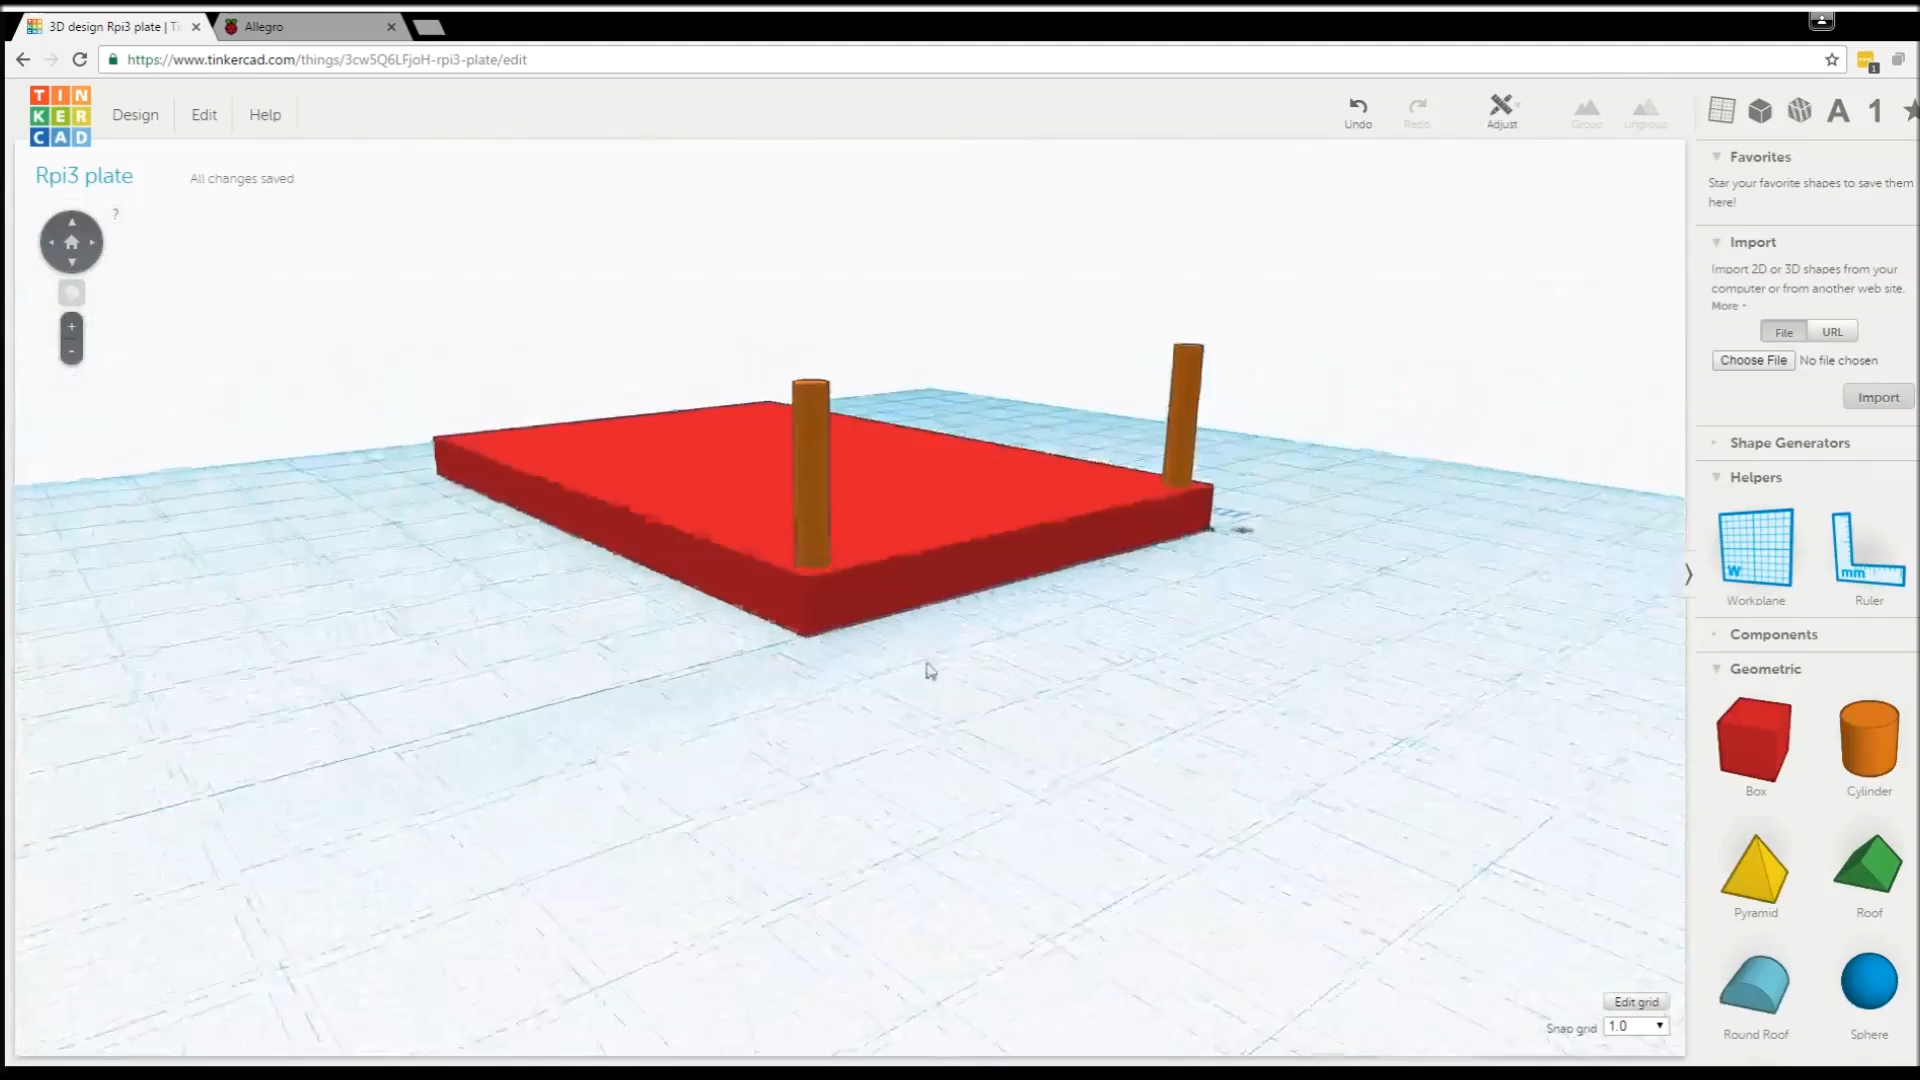 3D design Rpi3 plate | Ti
Allegro
https://www.tinkercad.com/things/3cw5Q6LFjoH-rpi3-plate/edit
1
TIN
KER
CAD
Design
Edit
Help
Undo
Redo
Adjust
Group
Ungroup
A
1
Rpi3 plate
All changes saved
?
+
-
Favorites
Star your favorite shapes to save them
here!
Import
Import 2D or 3D shapes from your
computer or from another web site.
More
File
URL
Choose File
No file chosen
Import
Shape Generators
Helpers
W
mm
Workplane
Ruler
Components
Geometric
Box
Cylinder
Pyramid
Roof
Round Roof
Sphere
Edit grid
Snap grid
1.0